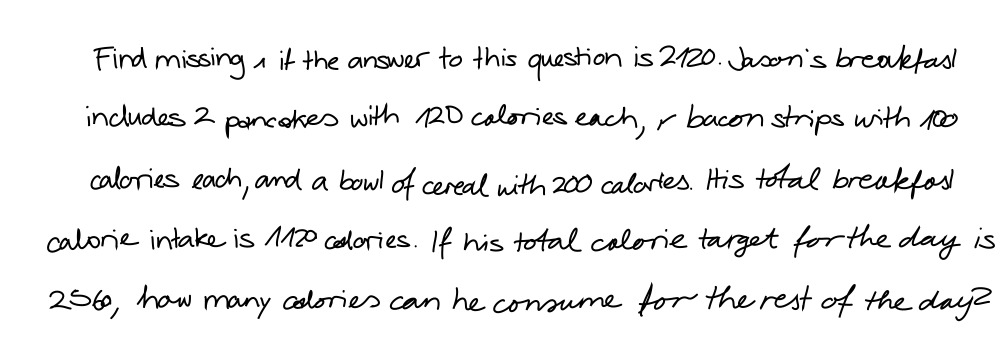 Find missing r if the answer to this question is 2120. Jason's breakfast
includes 2 pancakes with 120 calories each, r bacon strips with 100
calories each, and a bowl of cereal with 200 calories. His total breakfast
calorie intake is 1120 calories. If his total calorie target for the day is
2560, how many calories can he consume for the rest of the day?